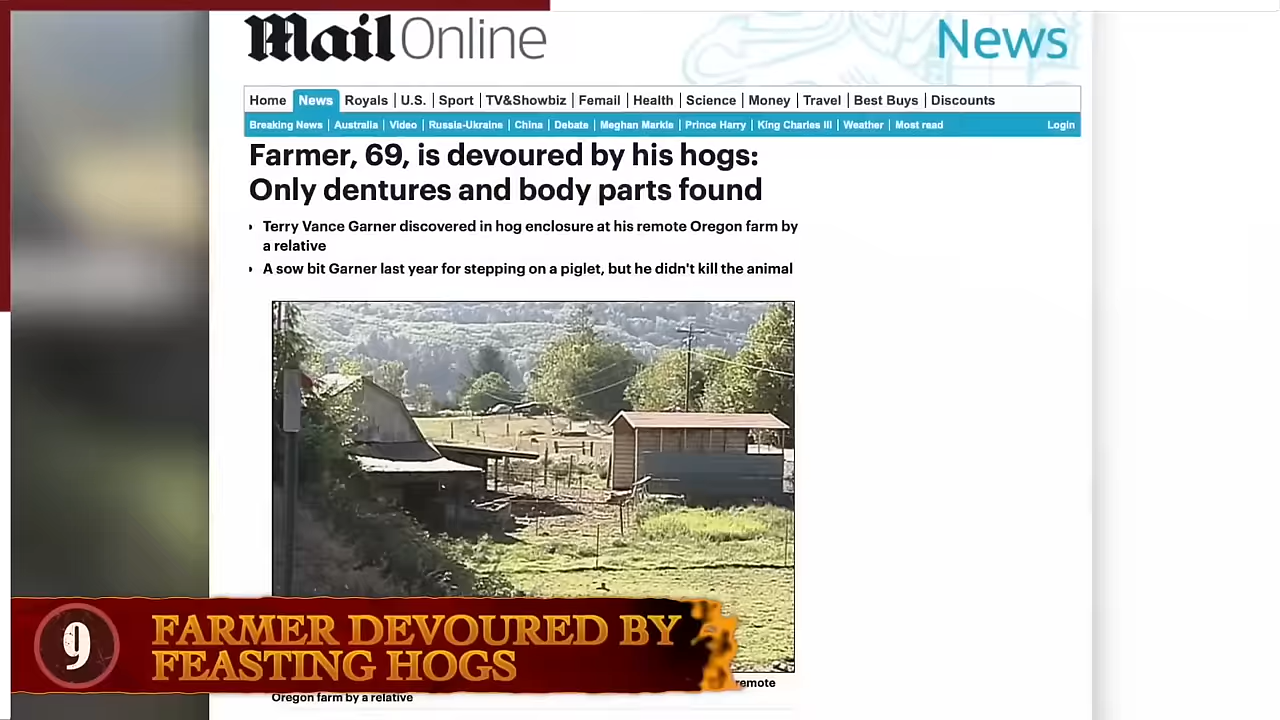 Mail Online
News
Home News Royals U.S. Sport TV&Showbiz Femail Health Science Money Travel Best Buys Discounts
Breaking News Australia Video Russia-Ukraine China Debate Meghan Markle Prince Harry King Charles III Weather Most read Login
Farmer, 69, is devoured by his hogs:
Only dentures and body parts found
Terry Vance Garner discovered in hog enclosure at his remote Oregon farm by
a relative
A sow bit Garner last year for stepping on a piglet, but he didn't kill the animal
9
FARMER DEVOURED BY
FEASTING HOGS
remote
Oregon farm by a relative